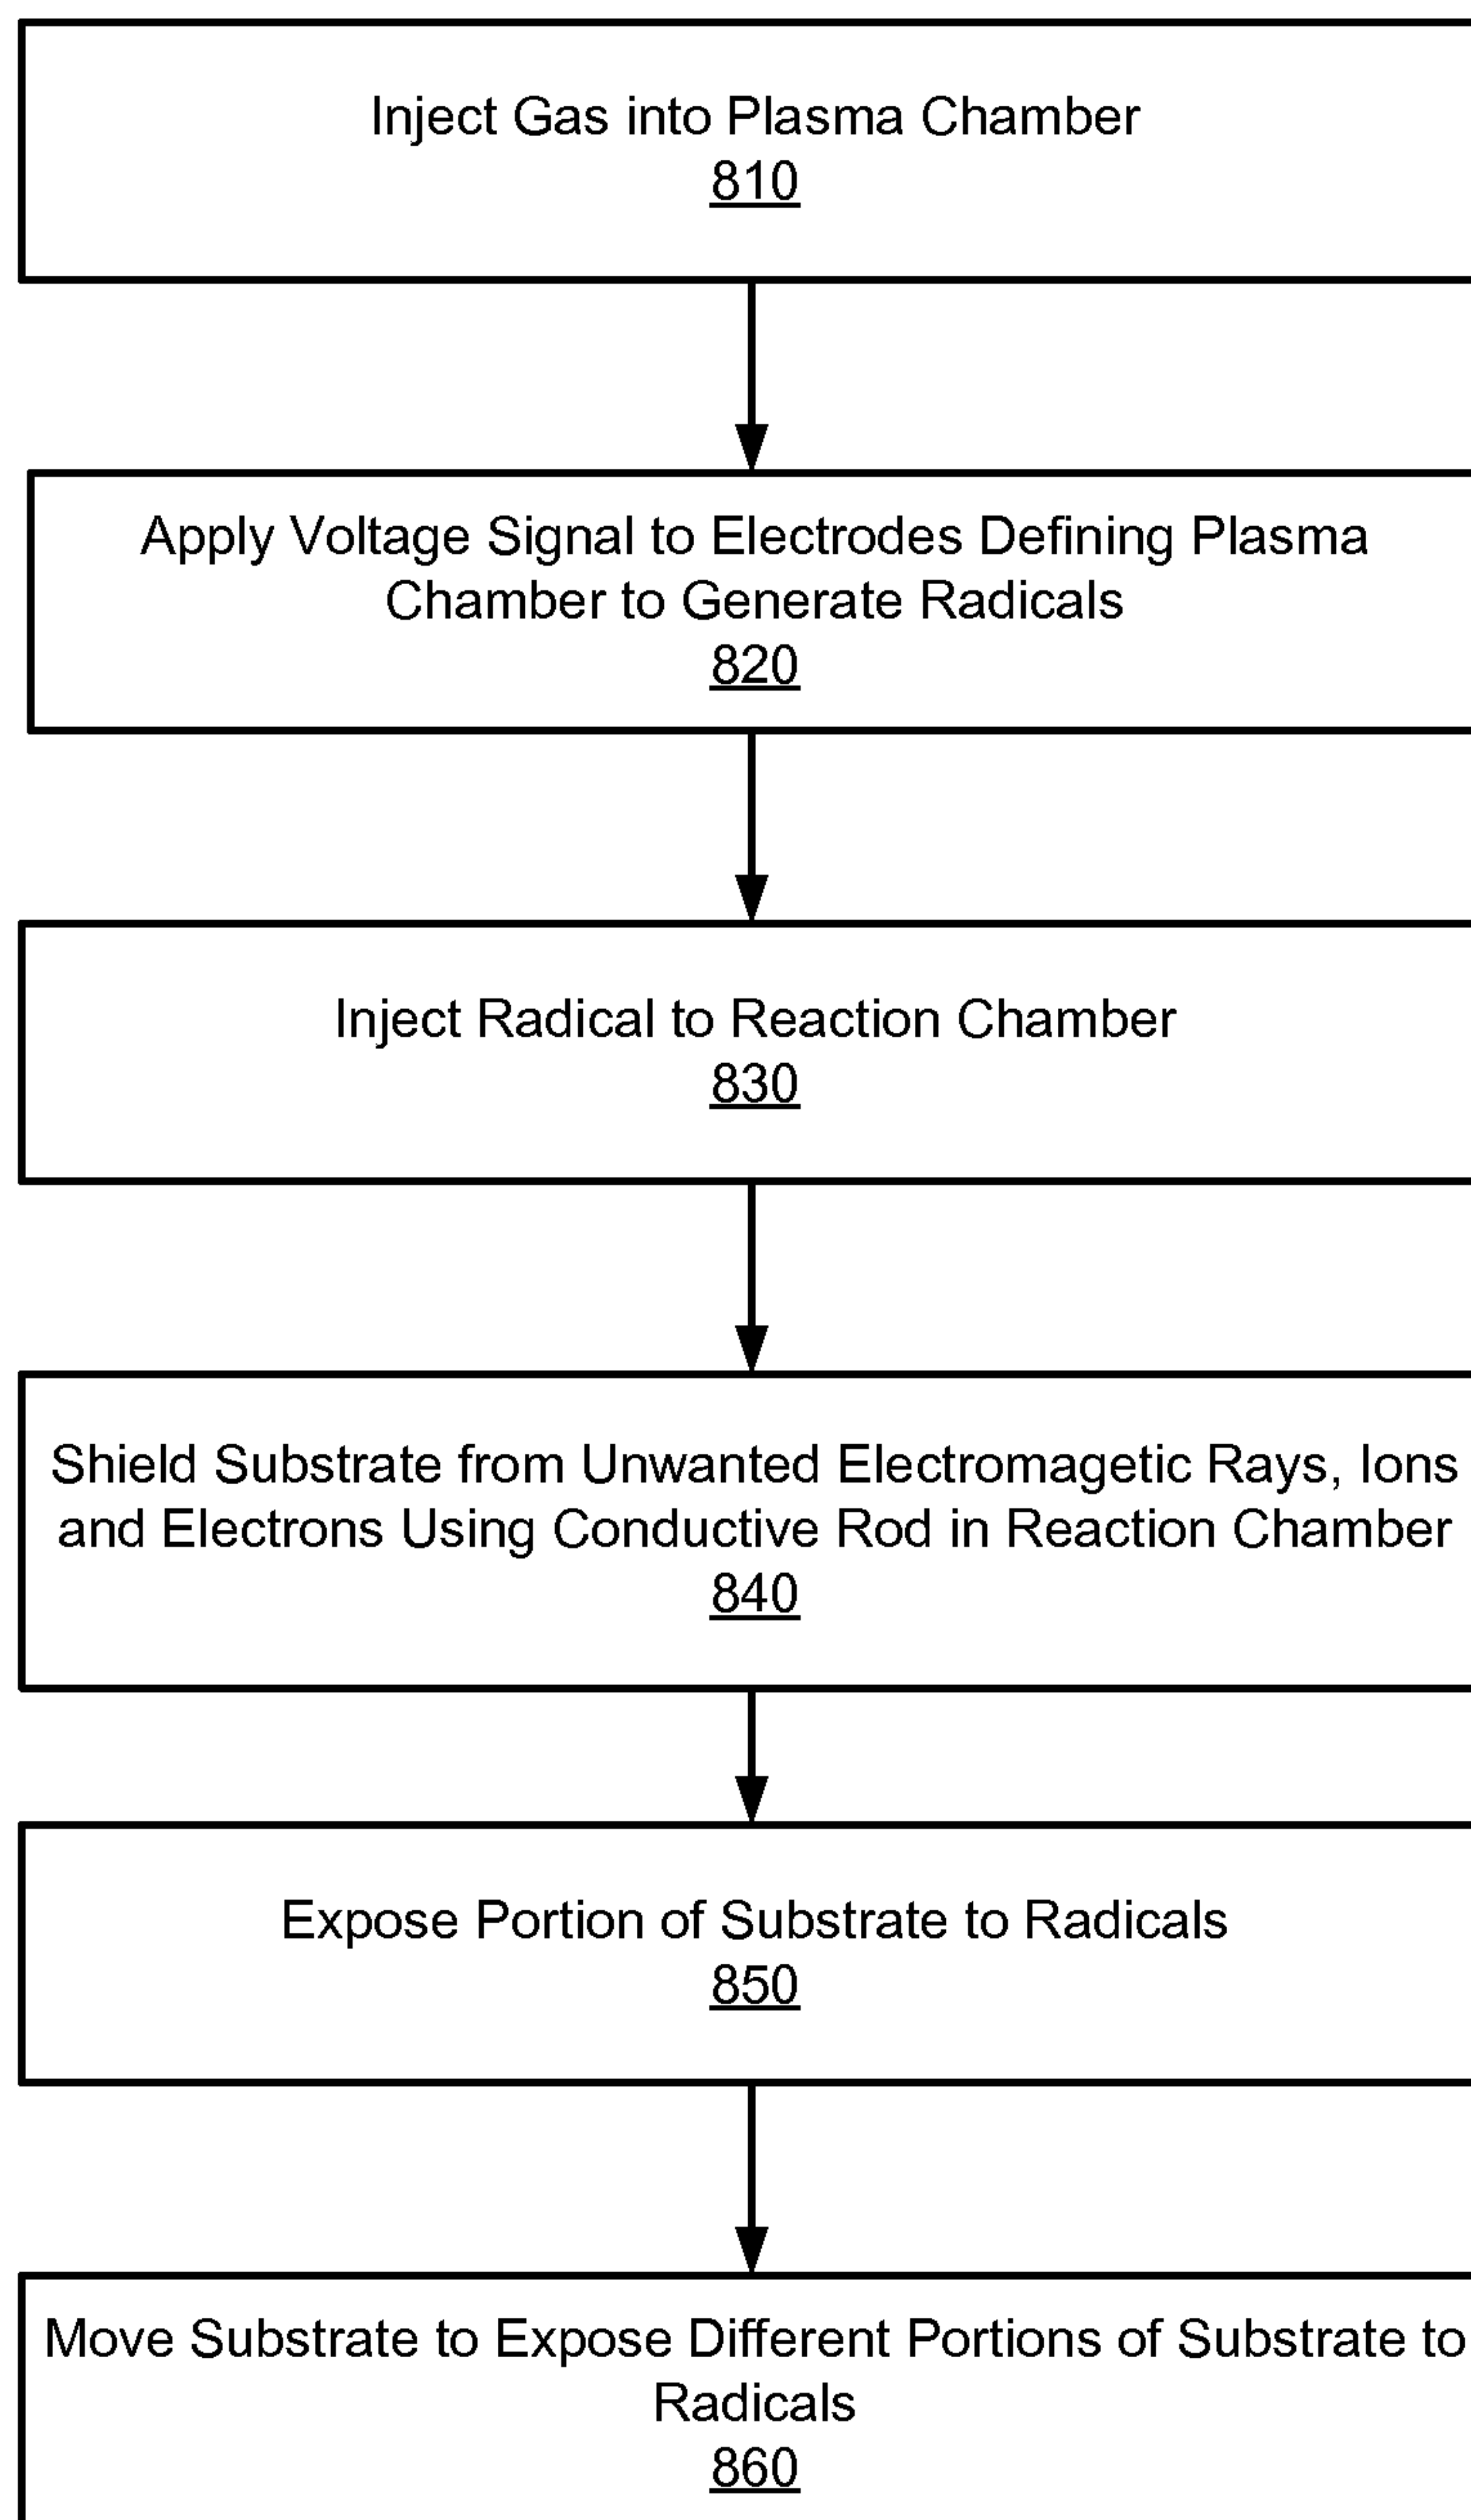 Inject Gas into Plasma Chamber
810
Apply Voltage Signal to Electrodes Defining Plasma
Chamber to Generate Radicals
820
Inject Radical to Reaction Chamber
830
Shield Substrate from Unwanted Electromagetic Rays, Ions
and Electrons Using Conductive Rod in Reaction Chamber
840
Expose Portion of Substrate to Radicals
850
Move Substrate to Expose Different Portions of Substrate to
Radicals
860